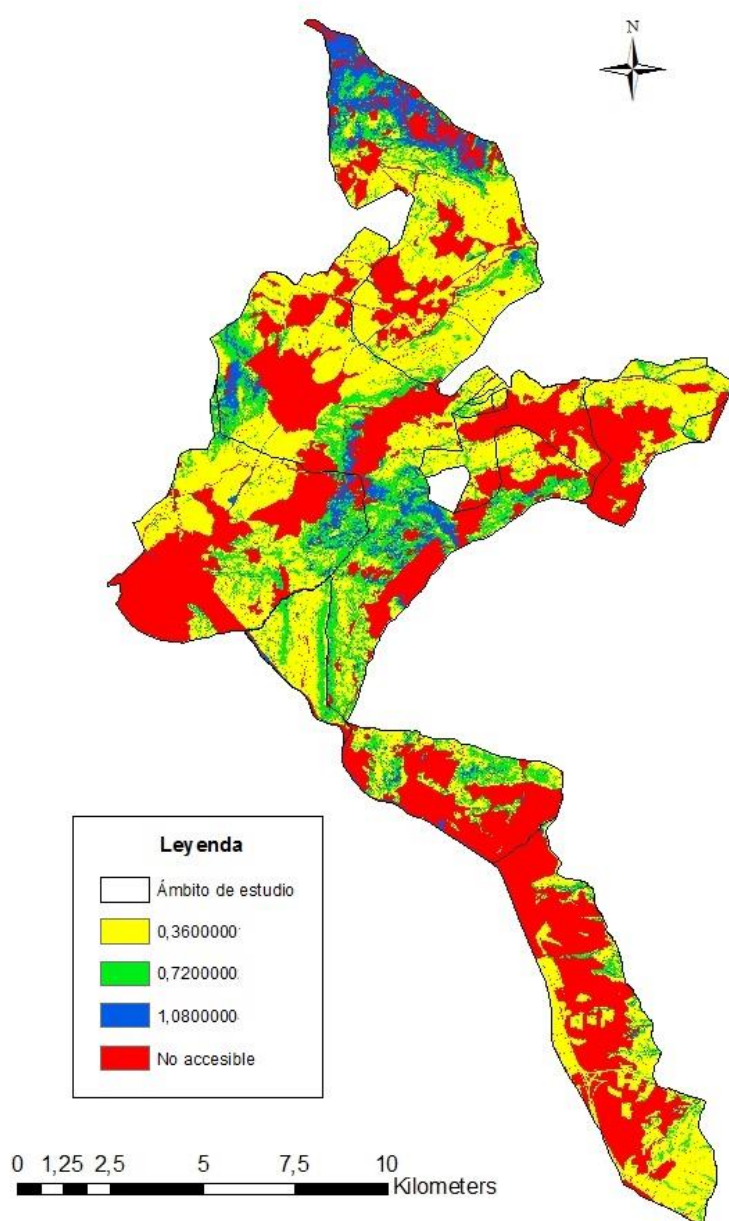 N
Leyenda
Ámbito de estudio
0,3600000
0,7200000
1,0800000
No accesible
0 1,25 2,5 5 7,5 10
Kilometers